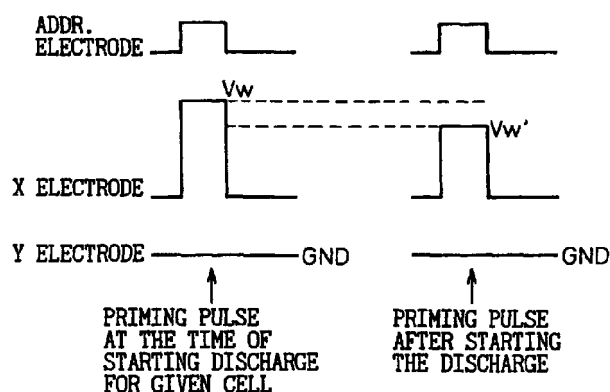 ADDR.
ELECTRODE
Vw
Vw'
X ELECTRODE
Y ELECTRODE
GND
GND
PRIMING PULSE
AT THE TIME OF
STARTING DISCHARGE
FOR GIVEN CELL
PRIMING PULSE
AFTER STARTING
THE DISCHARGE